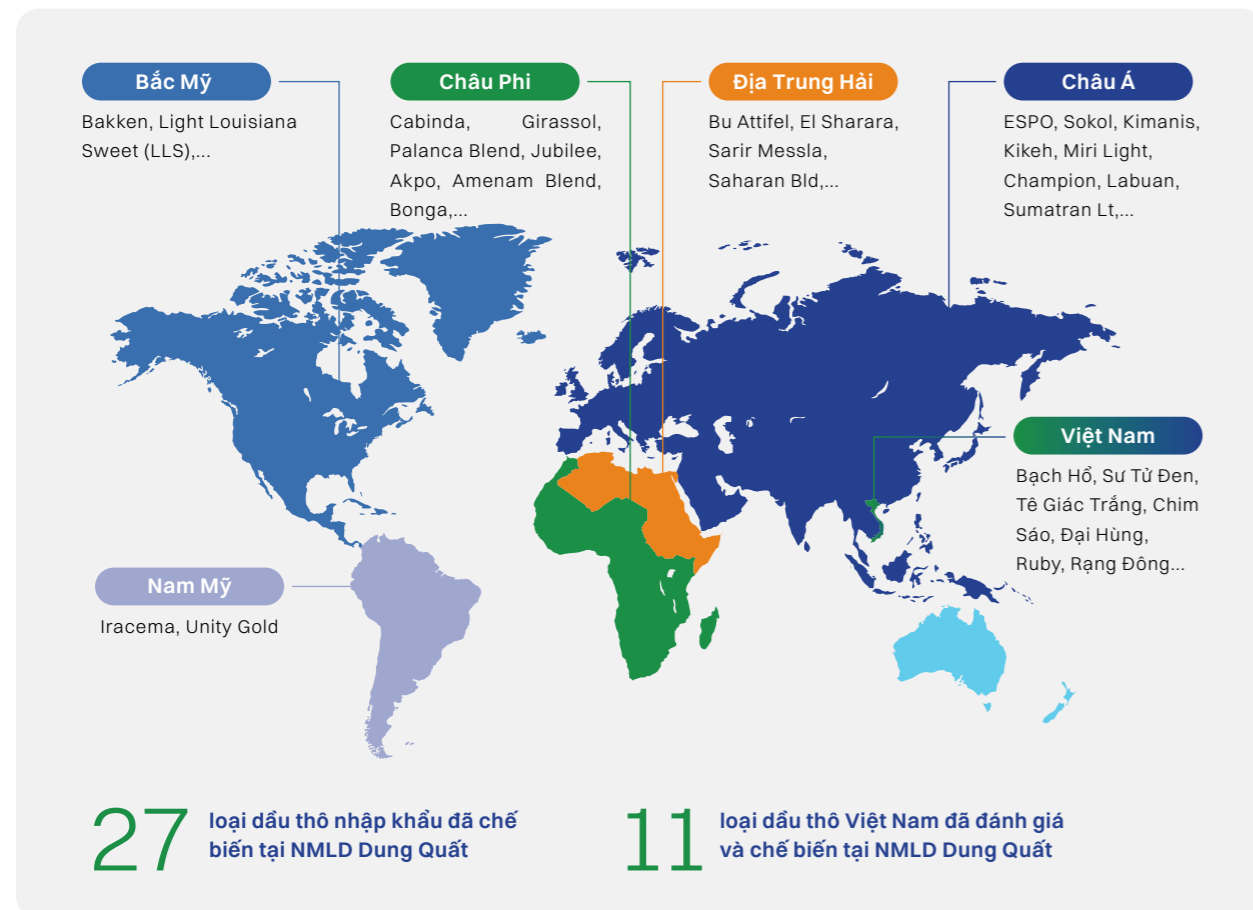 Bắc Mỹ
Bakken, Light Louisiana
Sweet (LLS),...
Châu Phi
Cabinda, Girassol,
Palanca Blend, Jubilee,
Akpo, Amenam Blend,
Bonga,...
Địa Trung Hải
Bu Attifel, El Sharara,
Sarir Messla,
Saharan Bld,...
Châu Á
ESPO, Sokol, Kimanis,
Kikeh, Miri Light,
Champion, Labuan,
Sumatran Lt,...
Việt Nam
Bạch Hổ, Sư Tử Đen,
Tê Giác Trắng, Chim
Sáo, Đại Hùng,
Ruby, Rạng Đông...
Nam Mỹ
Iracema, Unity Gold
27
loại dầu thô nhập khẩu đã chế
biến tại NMLD Dung Quất
11
loại dầu thô Việt Nam đã đánh giá
và chế biến tại NMLD Dung Quất